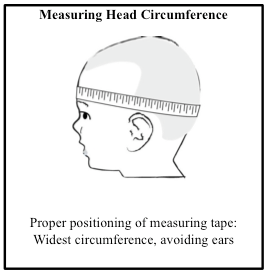 Measuring Head Circumference
Proper positioning of measuring tape:
Widest circumference, avoiding ears